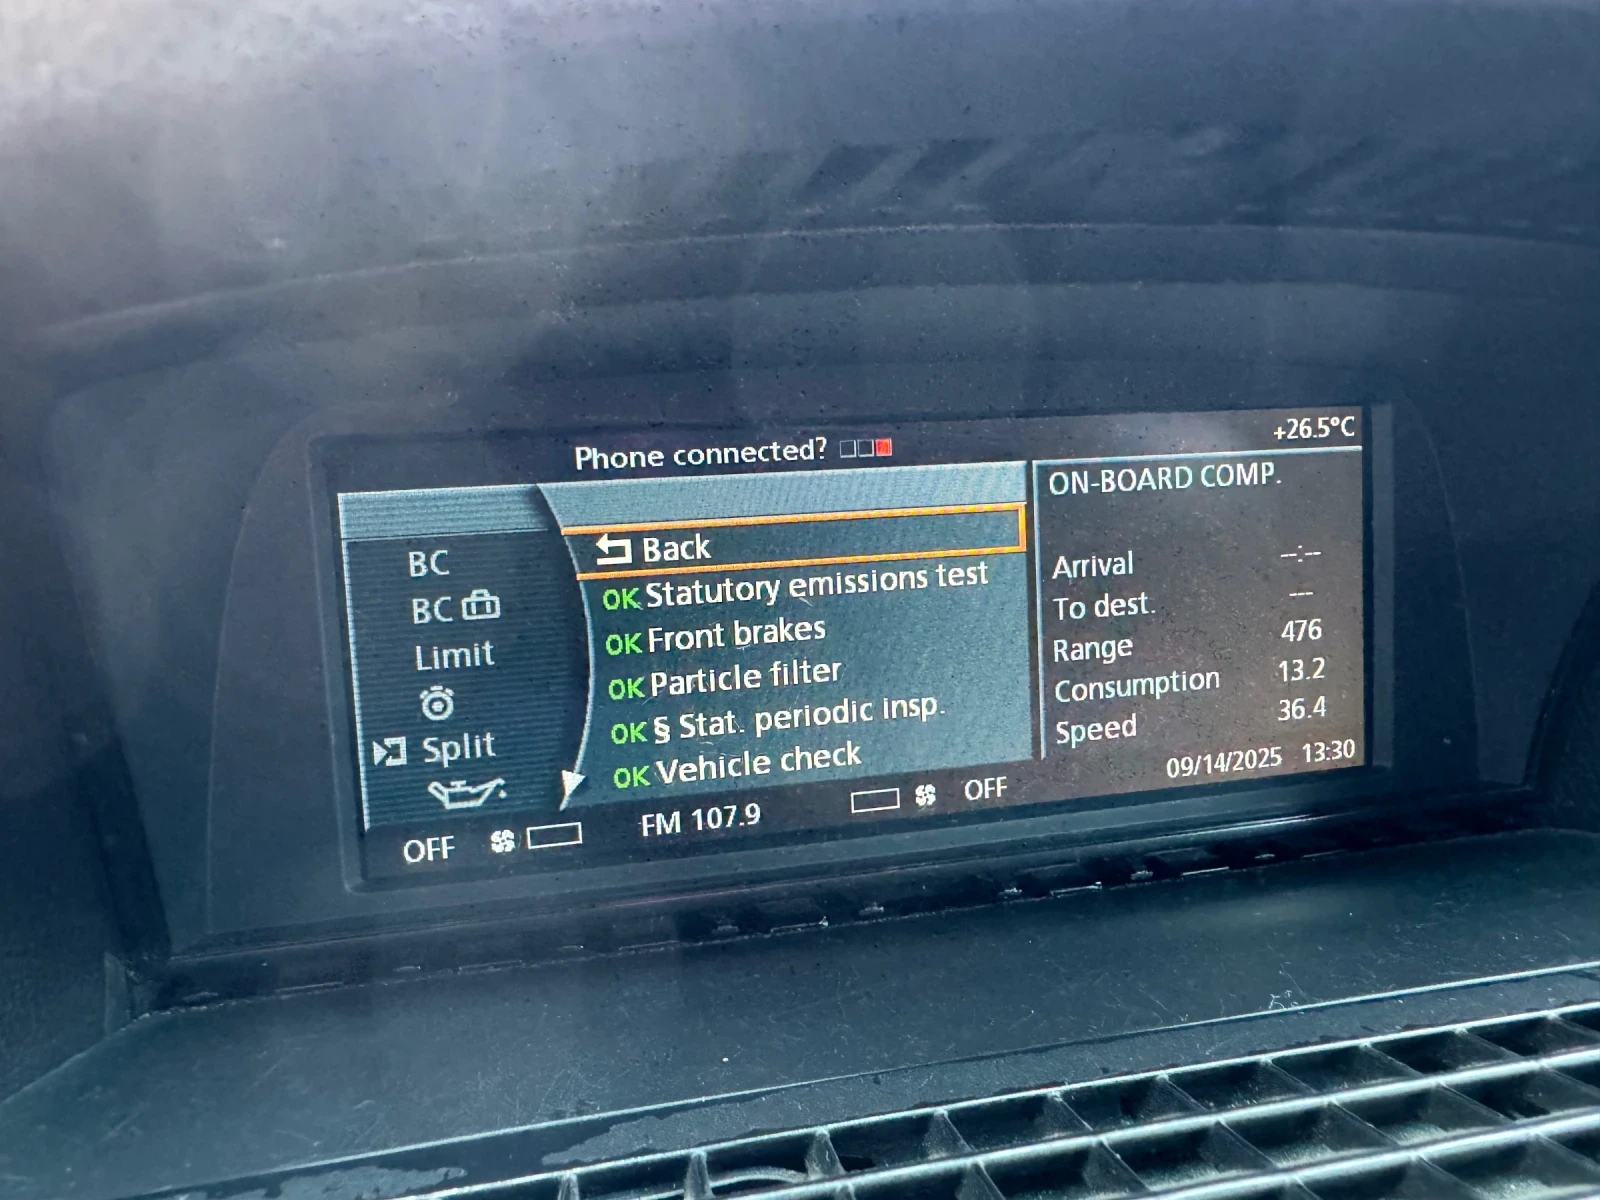 Phone connected?
+26.5°C
BC
BC
Limit
Split
Back
OK Statutory emissions test
OK Front brakes
OK Particle filter
OK § Stat. periodic insp.
OK Vehicle check
ON-BOARD COMP.
Arrival --:--
To dest. ---
Range 476
Consumption 13.2
Speed 36.4
09/14/2025 13:30
OFF
FM 107.9
OFF